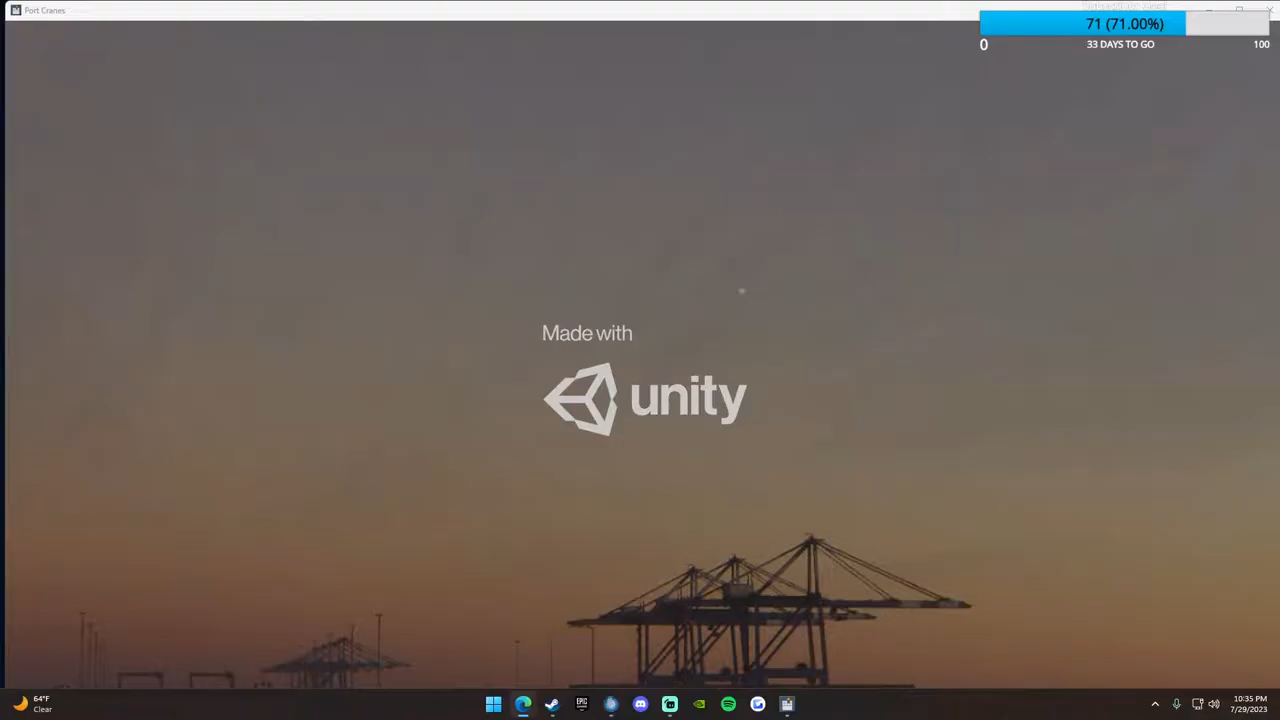 Port Cranes
71 (71.00%)
0
33 DAYS TO GO
100
Made with
unity
EPIC
64°F
Clear
10:35 PM
7/29/2023